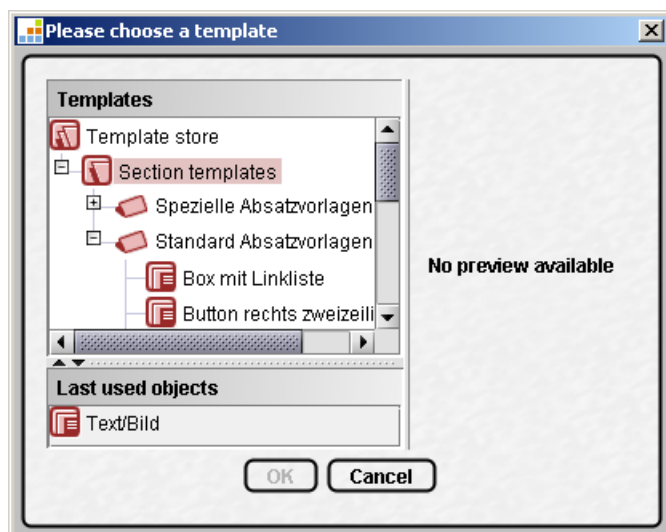 Please choose a template
Templates
Template store
Section templates
Spezielle Absatzvorlagen
Standard Absatzvorlagen
Box mit Linkliste
Button rechts zweizeili
No preview available
Last used objects
Text/Bild
OK
Cancel